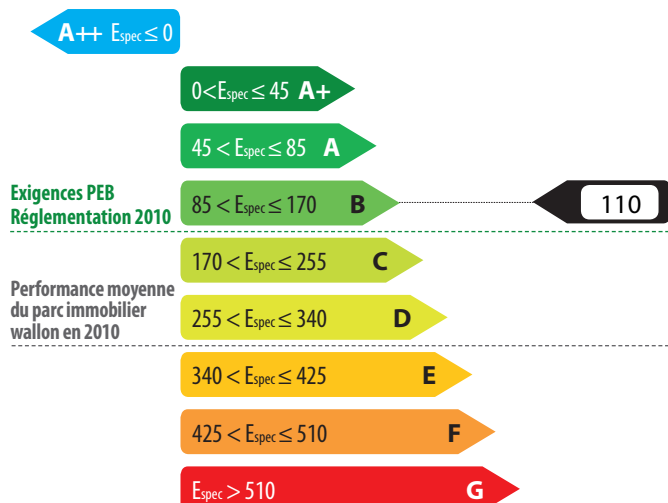 A++ Espec ≤ 0
0<Espec ≤ 45 A+
45 < Espec ≤ 85 A
Exigences PEB
Réglementation 2010
85 < Espec ≤ 170 B
110
170 < Espec ≤ 255 C
Performance moyenne
du parc immobilier
wallon en 2010
255 < Espec ≤ 340 D
340 < Espec ≤ 425 E
425 < Espec ≤ 510 F
Espec > 510 G